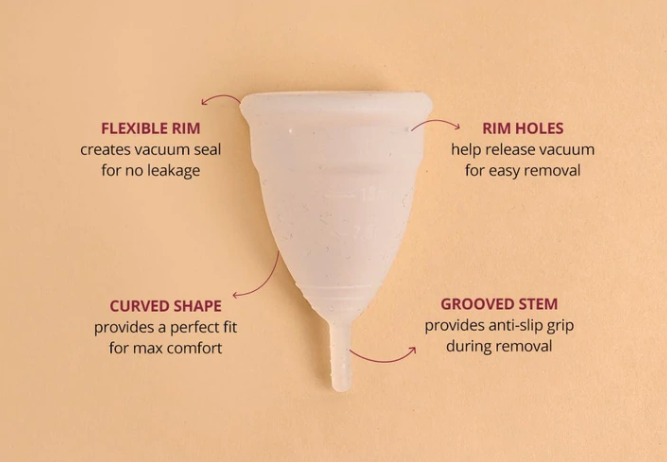 FLEXIBLE RIM
creates vacuum seal
for no leakage
RIM HOLES
help release vacuum
for easy removal
CURVED SHAPE
provides a perfect fit
for max comfort
GROOVED STEM
provides anti-slip grip
during removal